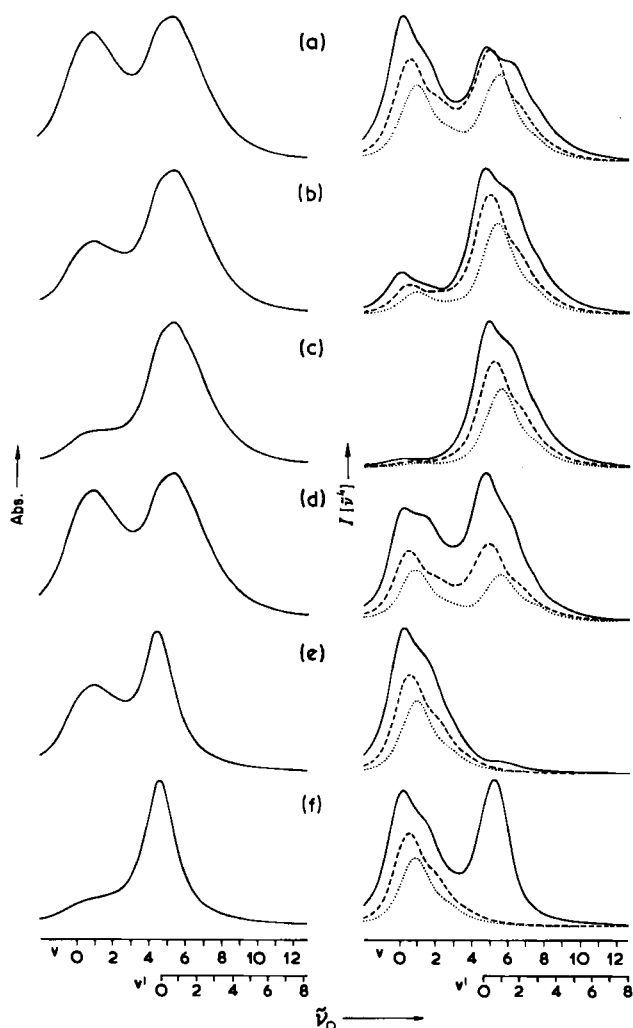 (a)
(b)
(c)
(d)
(e)
(f)
Abs.
I [ν̃⁴]
v 0 2 4 6 8 10 12
v' 0 2 4 6 8
v 0 2 4 6 8 10 12
v' 0 2 4 6 8
ν̃₀